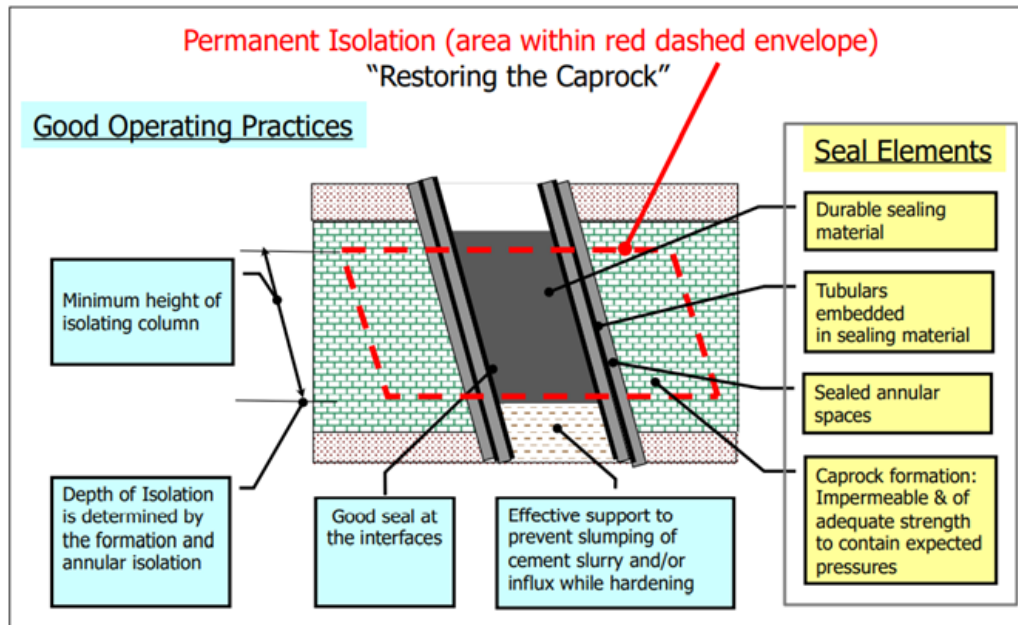 Permanent Isolation (area within red dashed envelope)
“Restoring the Caprock”
Good Operating Practices
Minimum height of
isolating column
Depth of Isolation
is determined by
the formation and
annular isolation
Good seal at
the interfaces
Effective support to
prevent slumping of
cement slurry and/or
influx while hardening
Seal Elements
Durable sealing
material
Tubulars
embedded
in sealing material
Sealed annular
spaces
Caprock formation:
Impermeable & of
adequate strength
to contain expected
pressures